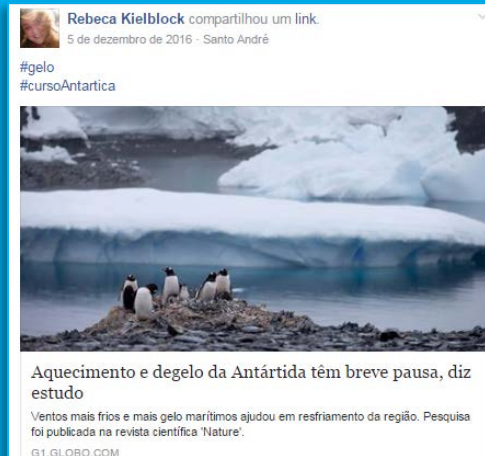 Rebeca Kielblock compartilhou um link.
5 de dezembro de 2016 · Santo André
#gelo
#cursoAntartica
Aquecimento e degelo da Antártida têm breve pausa, diz
estudo
Ventos mais frios e mais gelo marítimos ajudou em resfriamento da região. Pesquisa
foi publicada na revista científica 'Nature'.
G1.GLOBO.COM